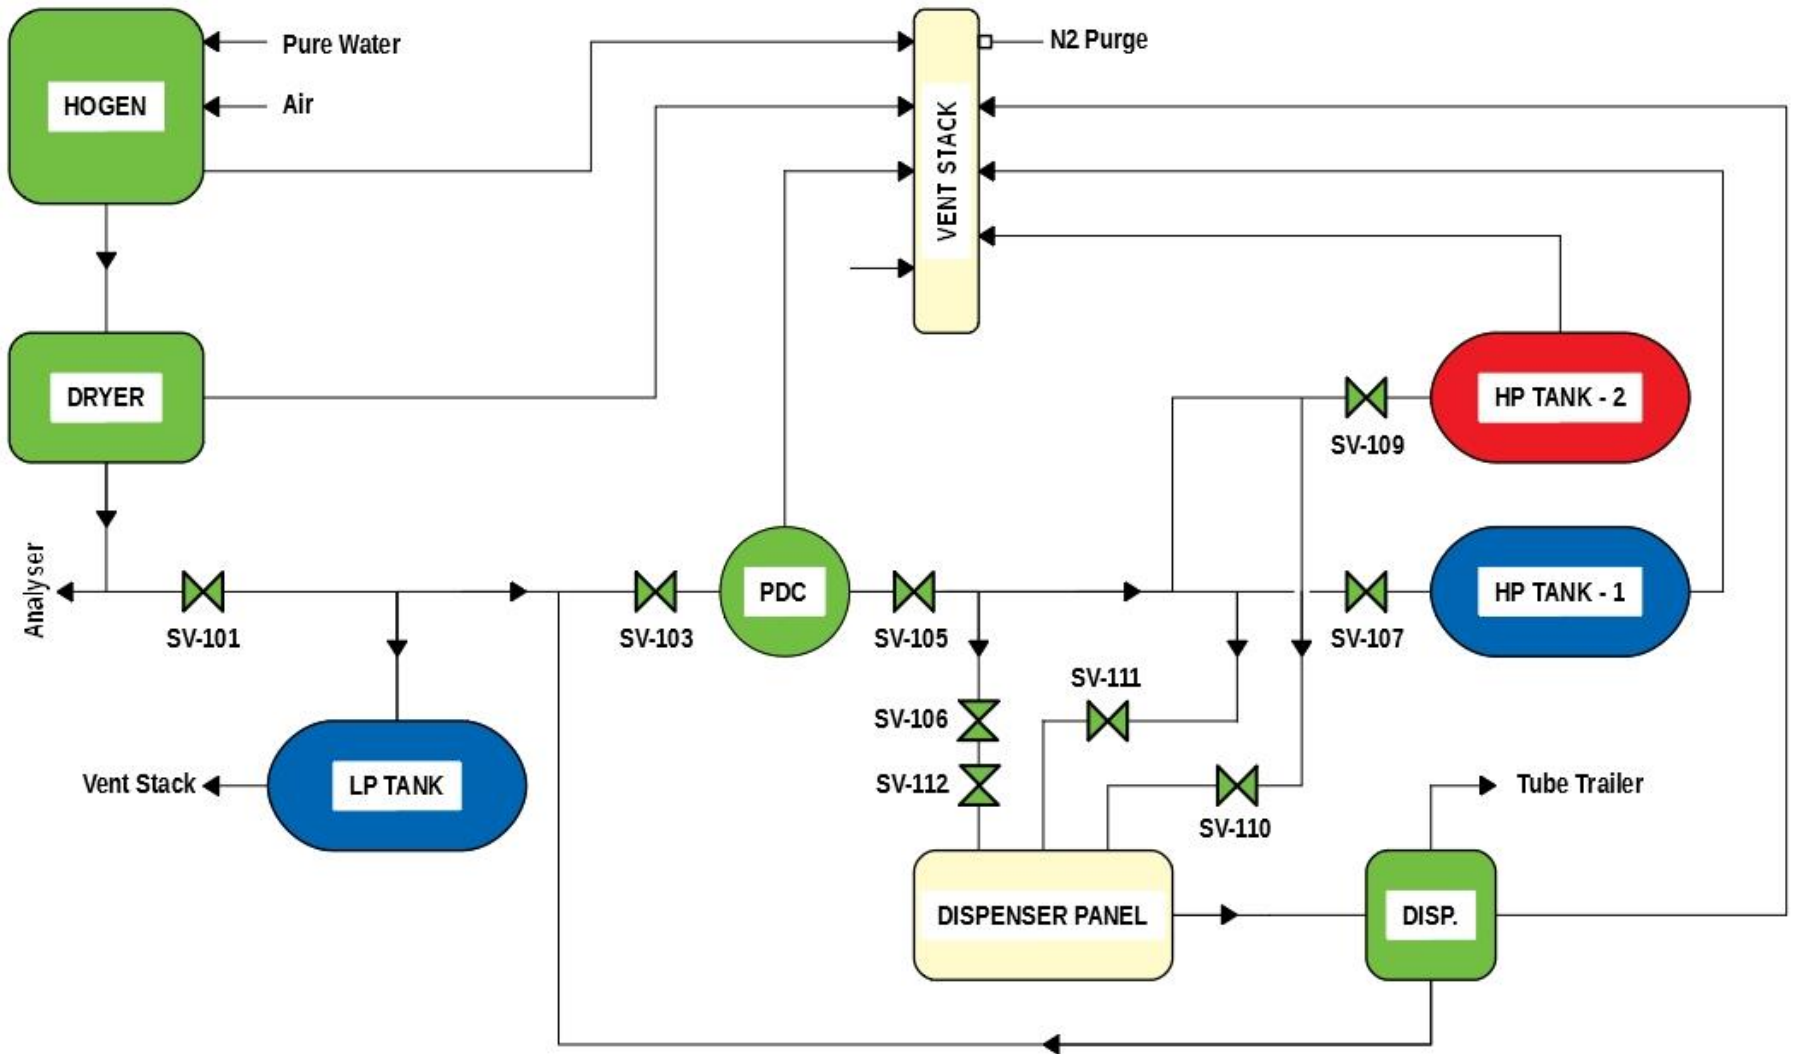 Pure Water
N2 Purge
HOGEN
Air
VENT STACK
DRYER
HP TANK - 2
SV-109
Analyser
PDC
HP TANK - 1
SV-101
SV-103
SV-105
SV-107
SV-111
SV-106
Vent Stack
LP TANK
SV-112
Tube Trailer
SV-110
DISPENSER PANEL
DISP.